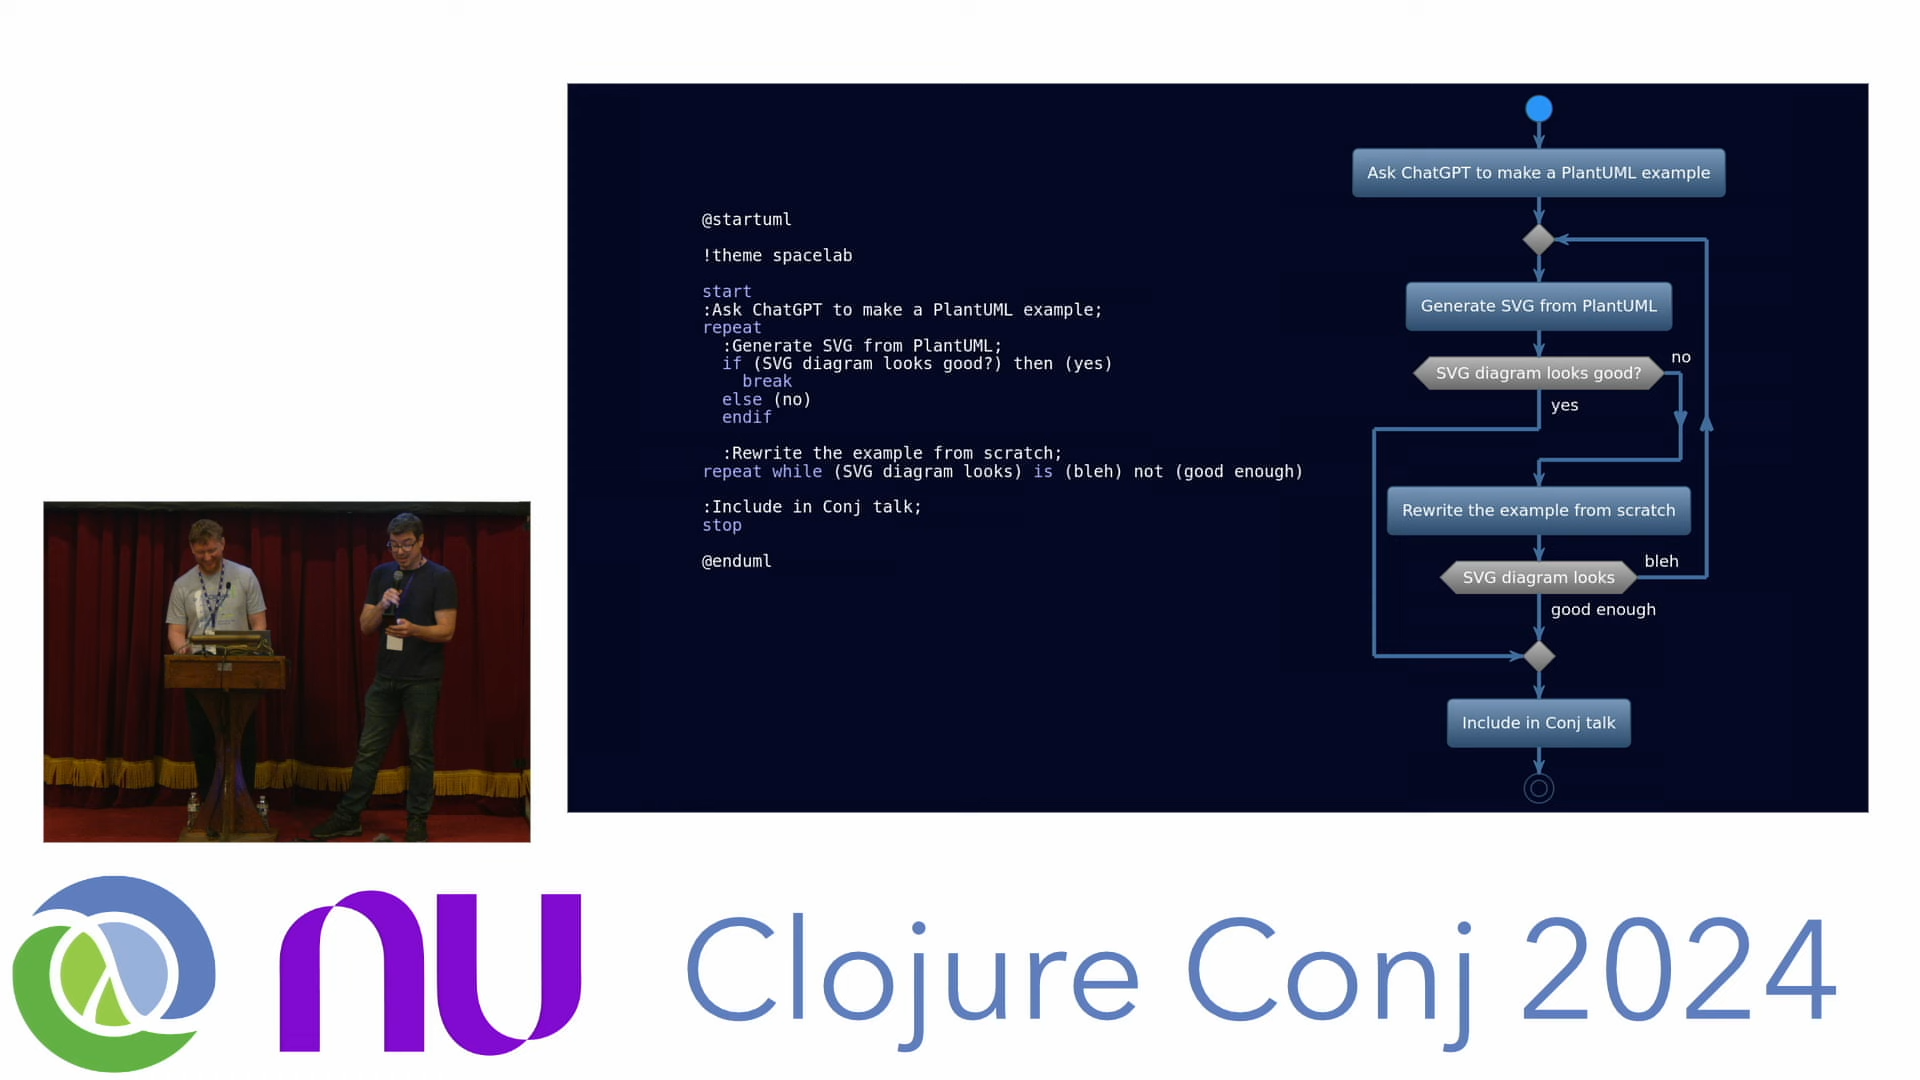 @startuml
!theme spacelab
start
:Ask ChatGPT to make a PlantUML example;
repeat
:Generate SVG from PlantUML;
if (SVG diagram looks good?) then (yes)
break
else (no)
endif
:Rewrite the example from scratch;
repeat while (SVG diagram looks) is (bleh) not (good enough)
:Include in Conj talk;
stop
@enduml
Ask ChatGPT to make a PlantUML example
Generate SVG from PlantUML
no
SVG diagram looks good?
yes
Rewrite the example from scratch
bleh
SVG diagram looks
good enough
Include in Conj talk
nu
Clojure Conj 2024